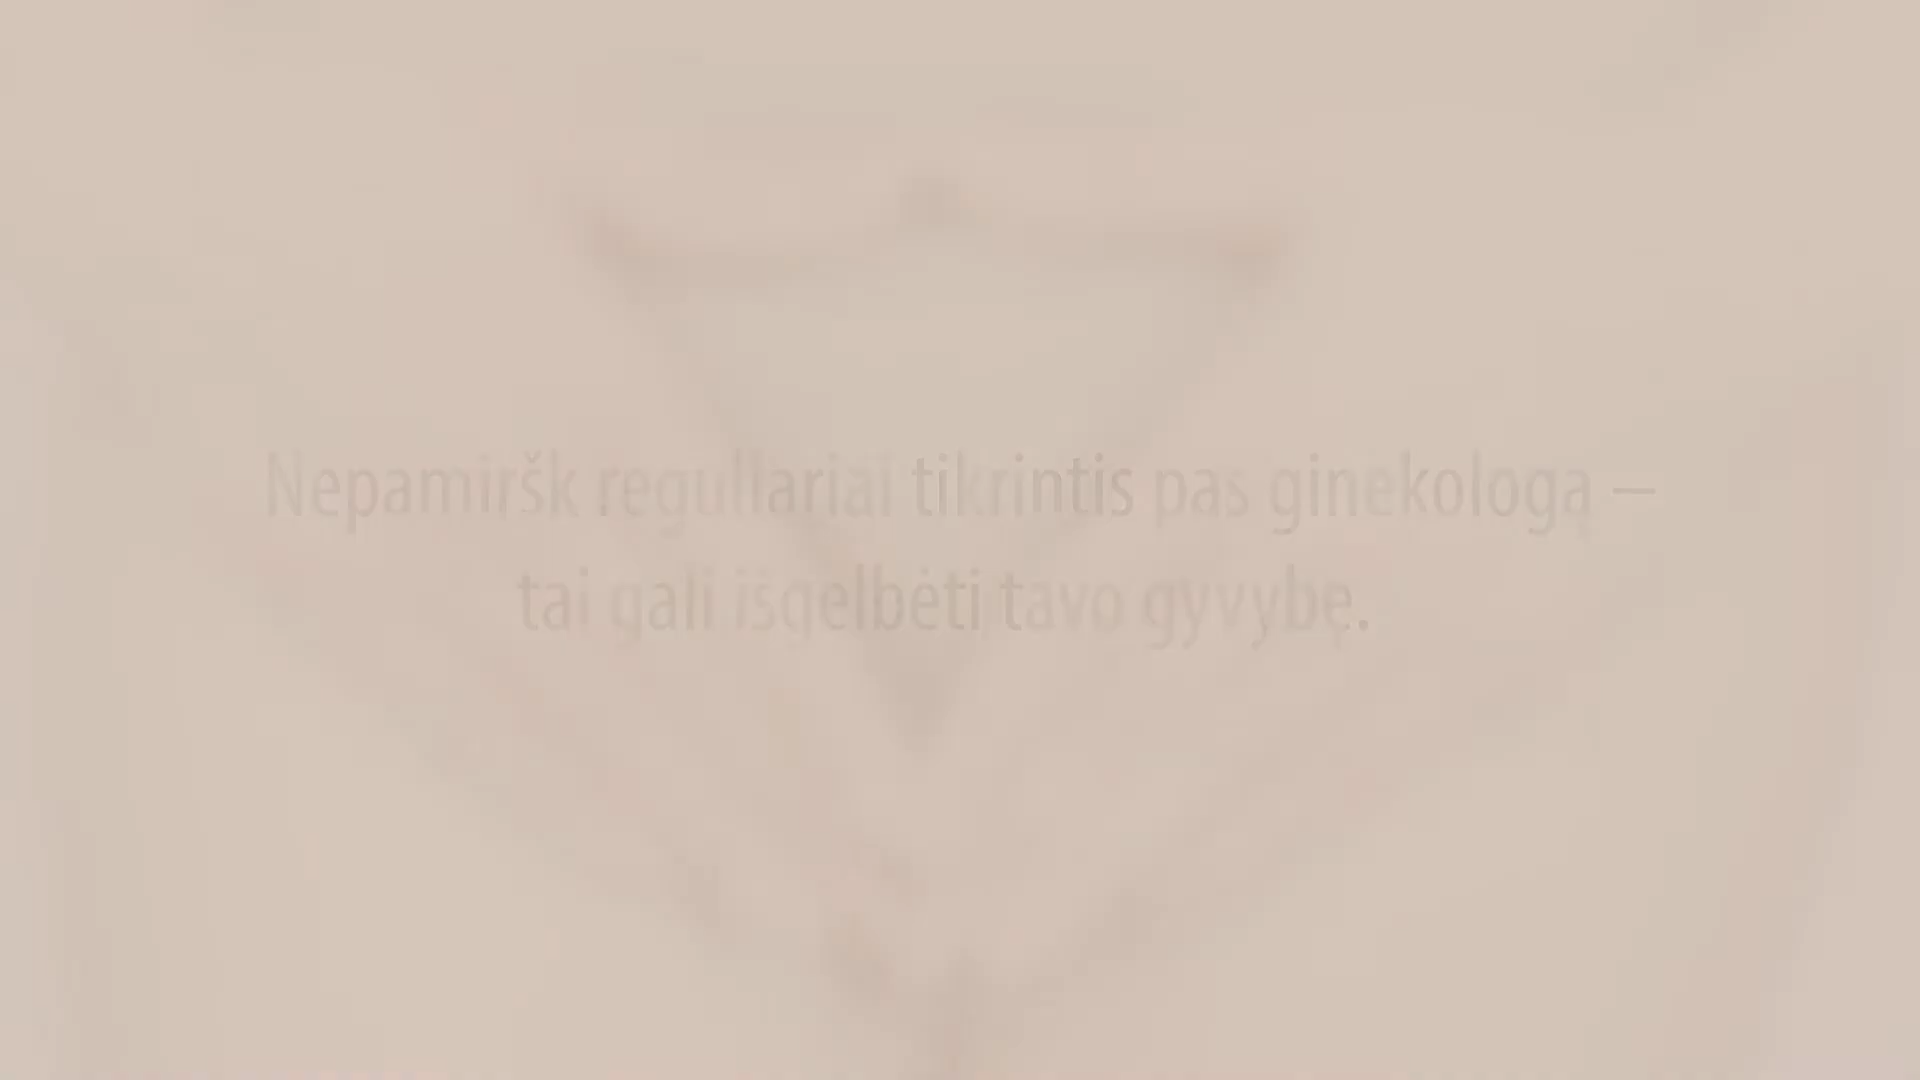 Nepamiršk reguliariai tikrintis pas ginekologą –
tai gali išgelbėti tavo gyvybę.